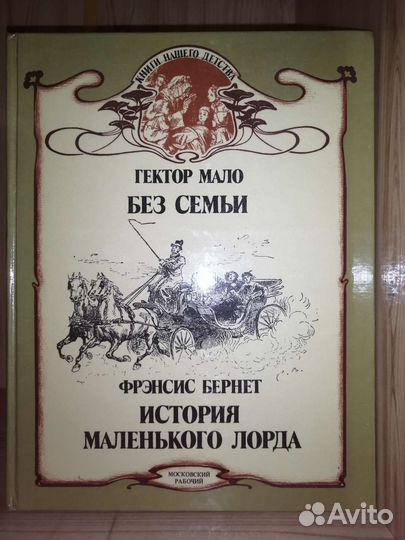 КНИГИ НАШЕГО ДЕТСТВА
ГЕКТОР МАЛО
БЕЗ СЕМЬИ
ФРЭНСИС БЕРНЕТ
ИСТОРИЯ
МАЛЕНЬКОГО ЛОРДА
МОСКОВСКИЙ
РАБОЧИЙ
Avito